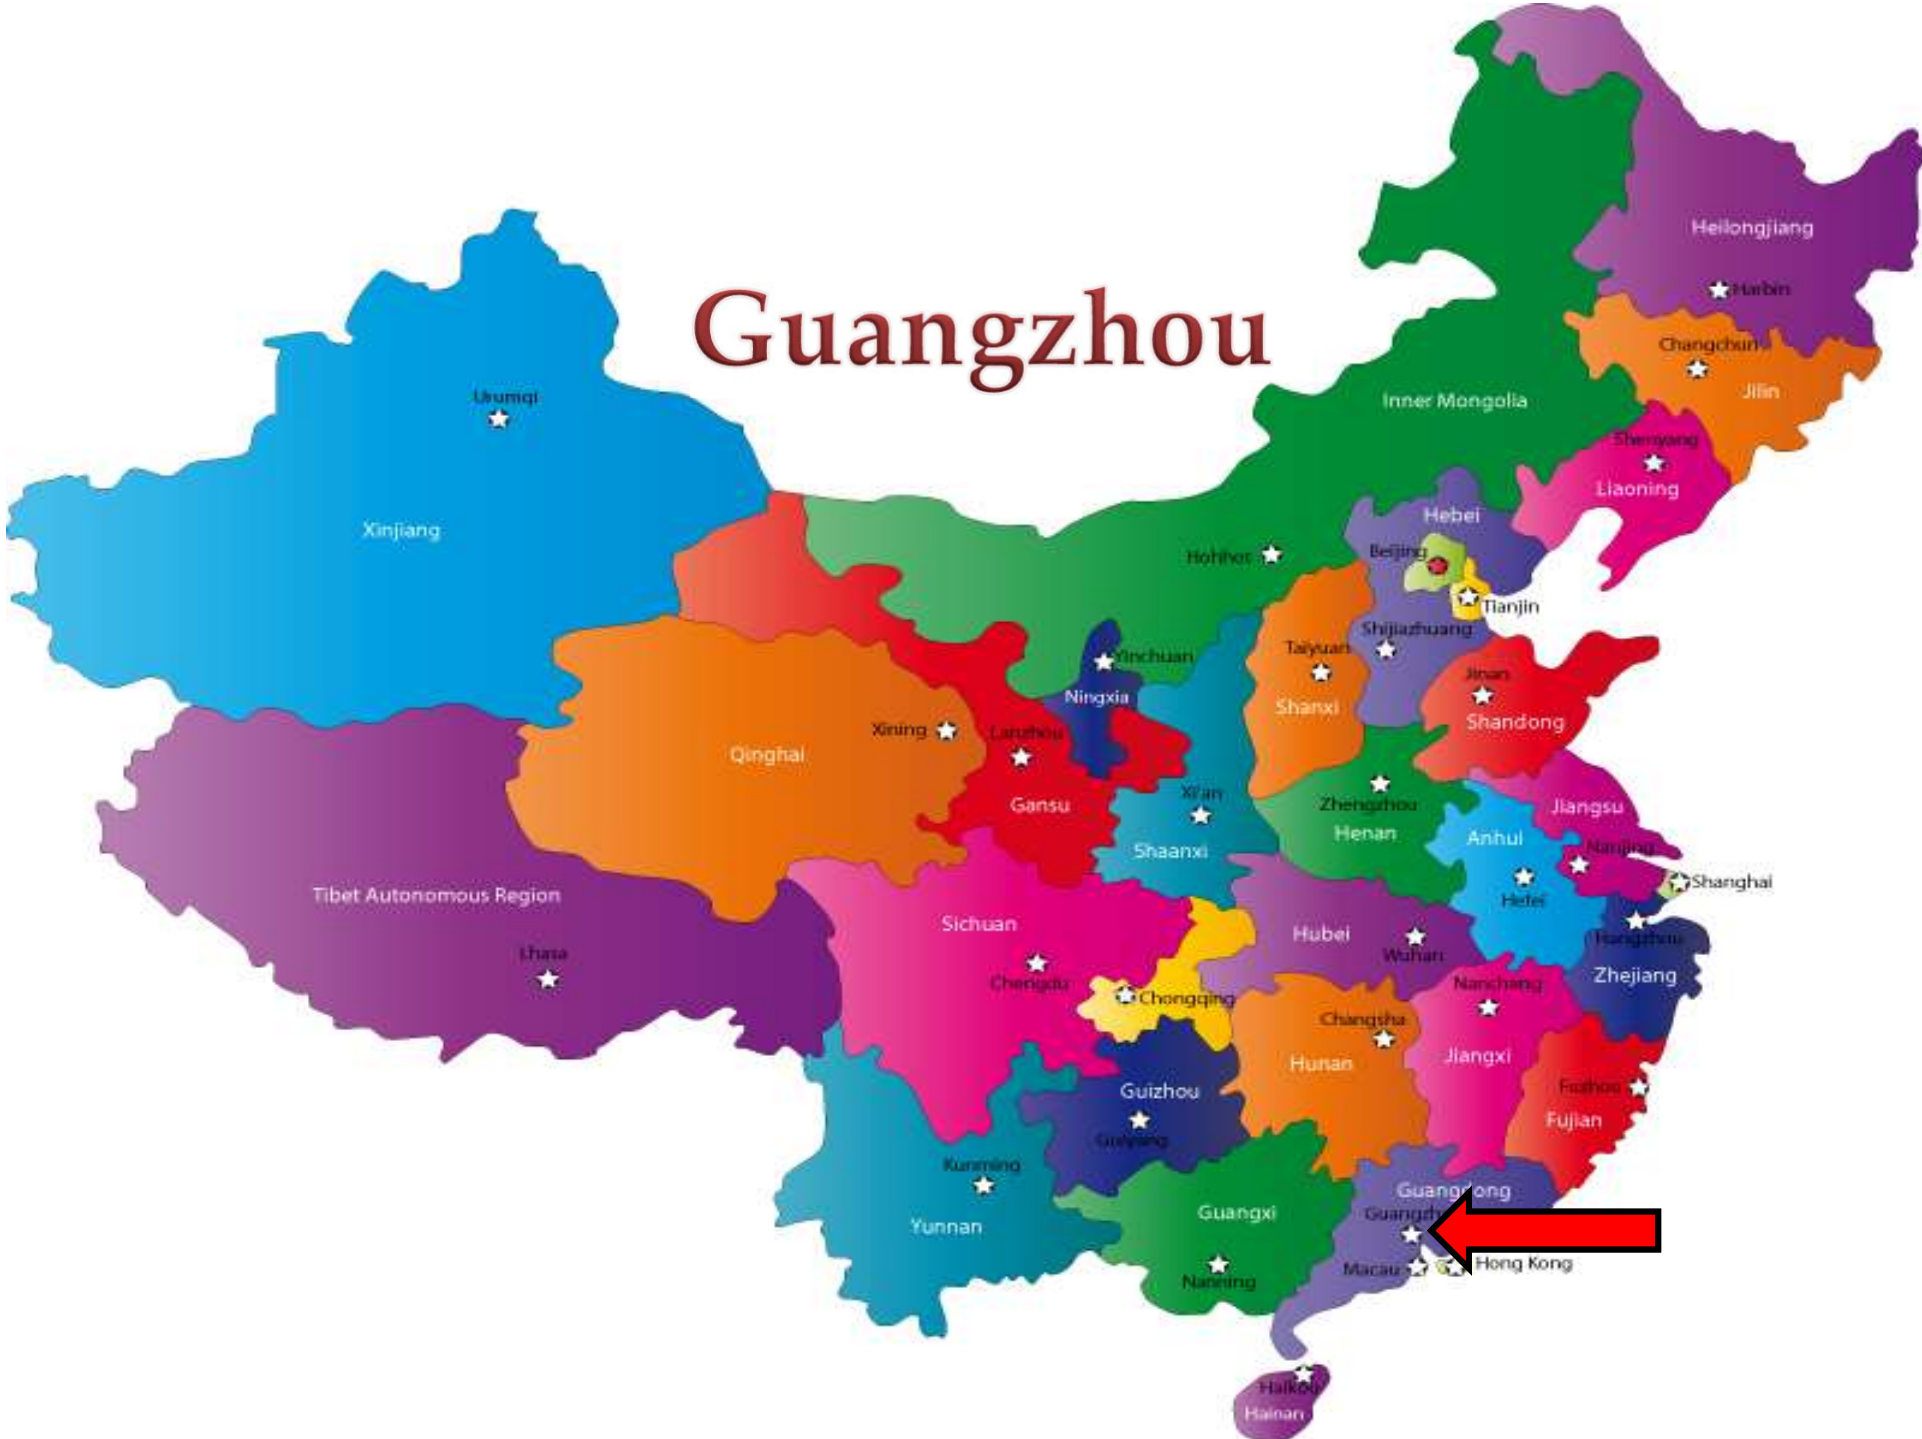 Heilongjiang
Harbin
Guangzhou
Changchun
Jilin
Urumqi
Inner Mongolia
Shenyang
Liaoning
Hebei
Xinjiang
Beijing
Hohhot
Tianjin
Shijiazhuang
Taiyuan
Yinchuan
Jinan
Ningxia
Shanxi
Shandong
Xining
Lanzhou
Qinghai
Xi'an
Gansu
Zhengzhou
Jiangsu
Henan
Anhui
Nanjing
Shaanxi
Shanghai
Tibet Autonomous Region
Hefei
Sichuan
Hubei
Hangzhou
Lhasa
Wuhan
Zhejiang
Chengdu
Nanchang
Chongqing
Changsha
Jiangxi
Hunan
Fuzhou
Guizhou
Fujian
Guiyang
Kunming
Guangdong
Guangxi
Guangzh
Yunnan
Hong Kong
Macau
Nanning
Haikou
Hainan